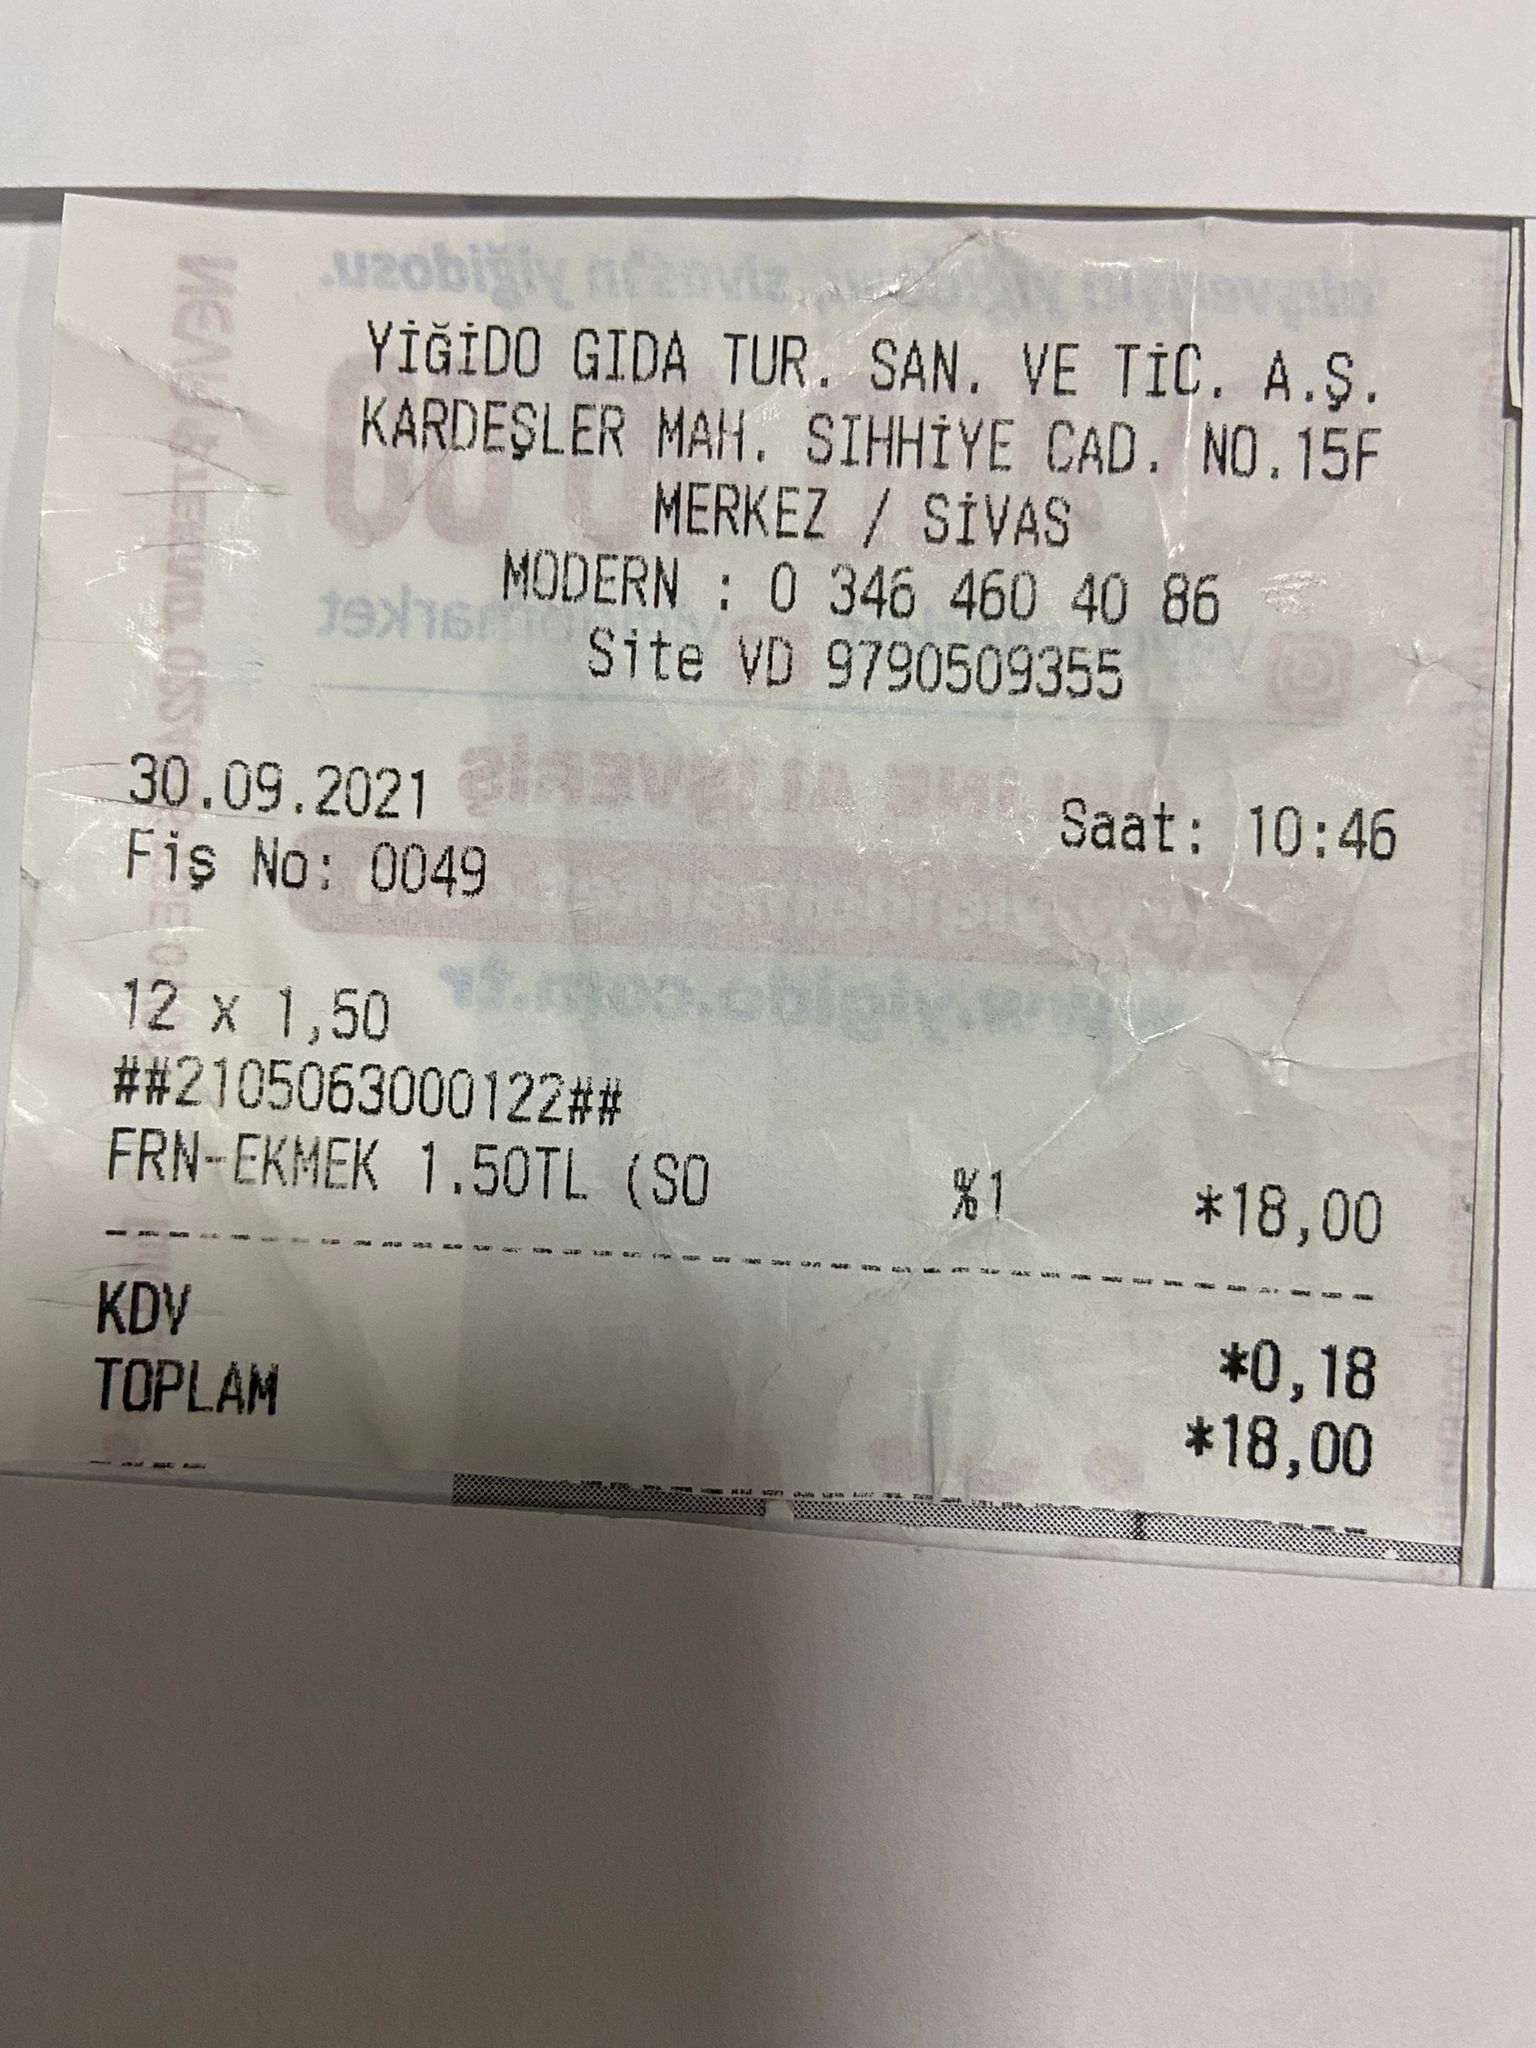 YİĞİDO GIDA TUR. SAN. VE TİC. A.Ş.
KARDEŞLER MAH. SIHHİYE CAD. NO.15F
MERKEZ / SİVAS
MODERN : 0 346 460 40 86
Site VD 9790509355
30.09.2021
Saat: 10:46
Fiş No: 0049
12 x 1,50
##2105063000122##
FRN-EKMEK 1.50TL (SO %1 *18,00
KDV *0,18
TOPLAM *18,00